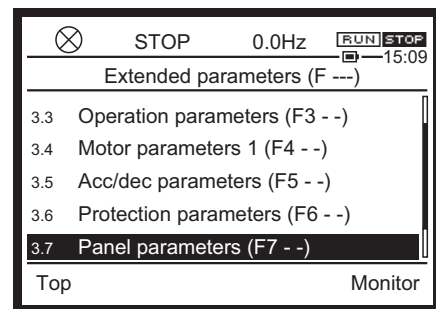 STOP 0.0Hz RUN STOP
15:09
Extended parameters (F ---)
3.3 Operation parameters (F3 - -)
3.4 Motor parameters 1 (F4 - -)
3.5 Acc/dec parameters (F5 - -)
3.6 Protection parameters (F6 - -)
3.7 Panel parameters (F7 - -)
Top Monitor